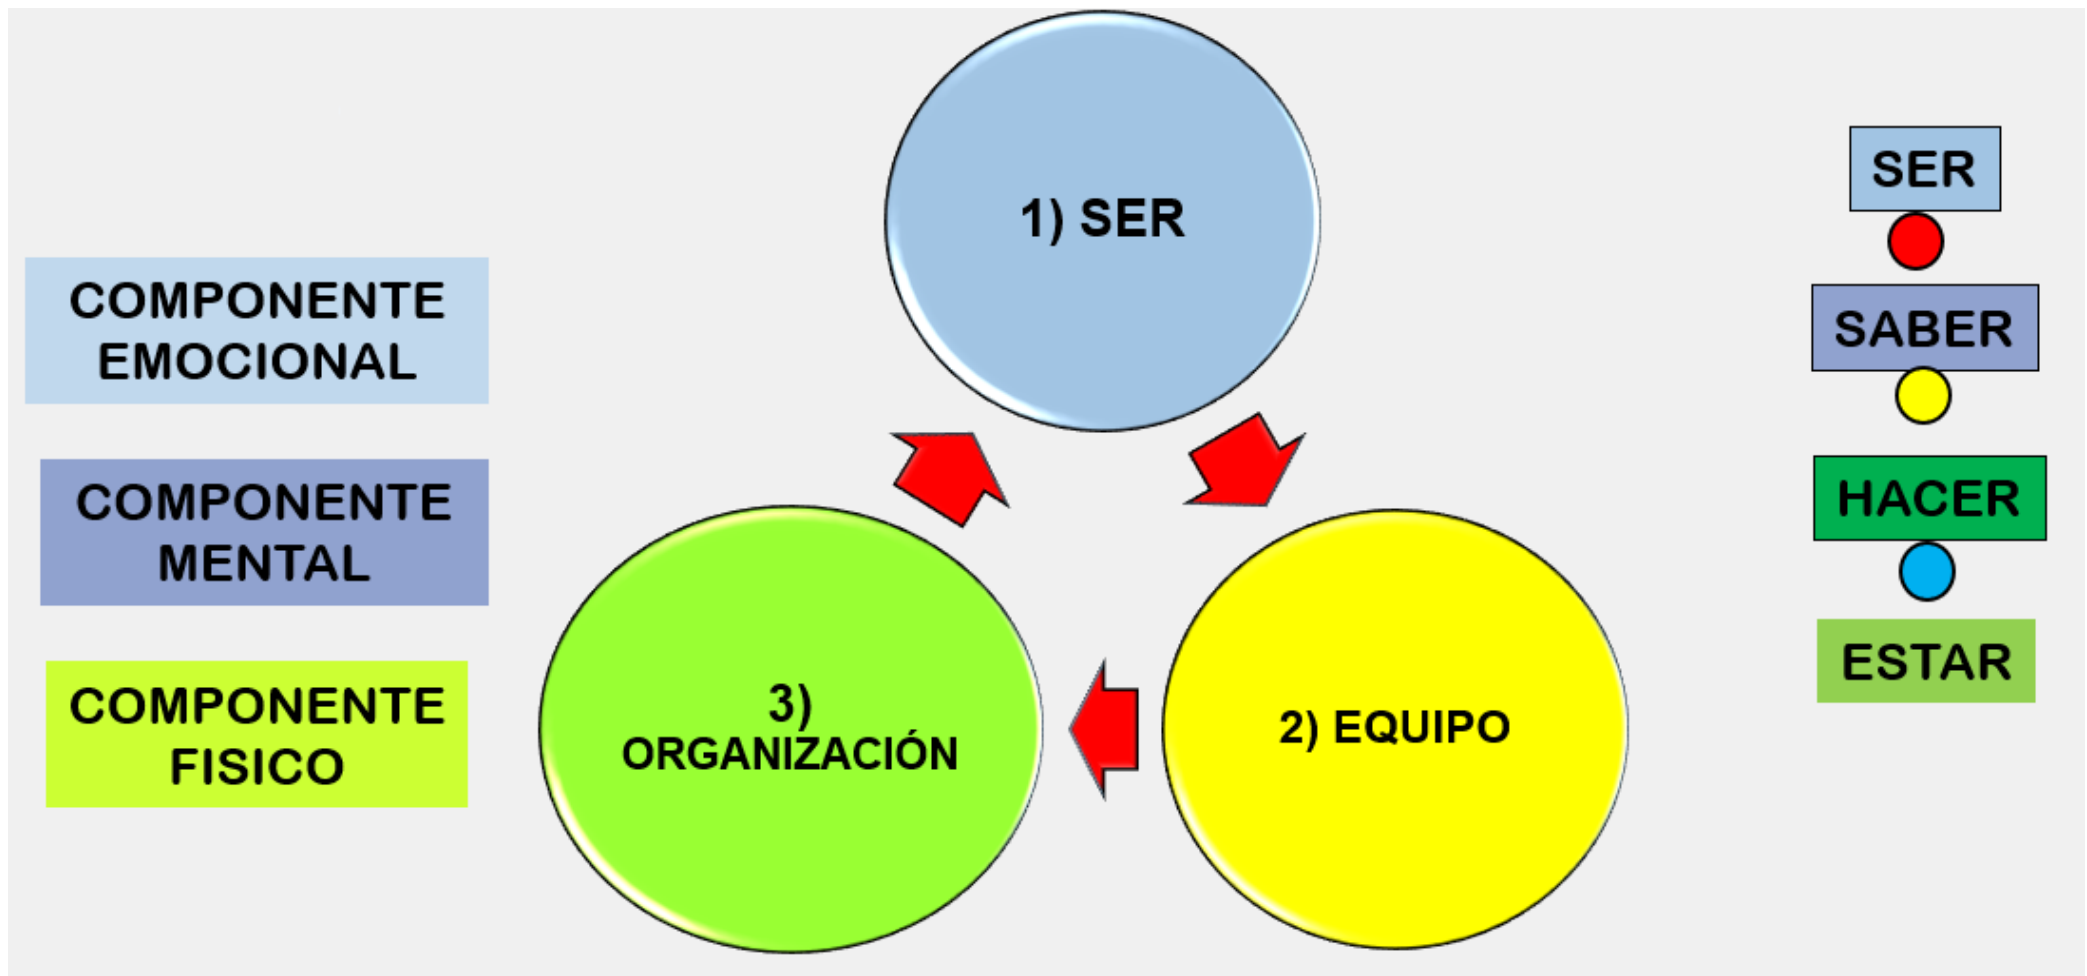 COMPONENTE
EMOCIONAL
COMPONENTE
MENTAL
COMPONENTE
FISICO
1) SER
2) EQUIPO
3)
ORGANIZACIÓN
SER
SABER
HACER
ESTAR